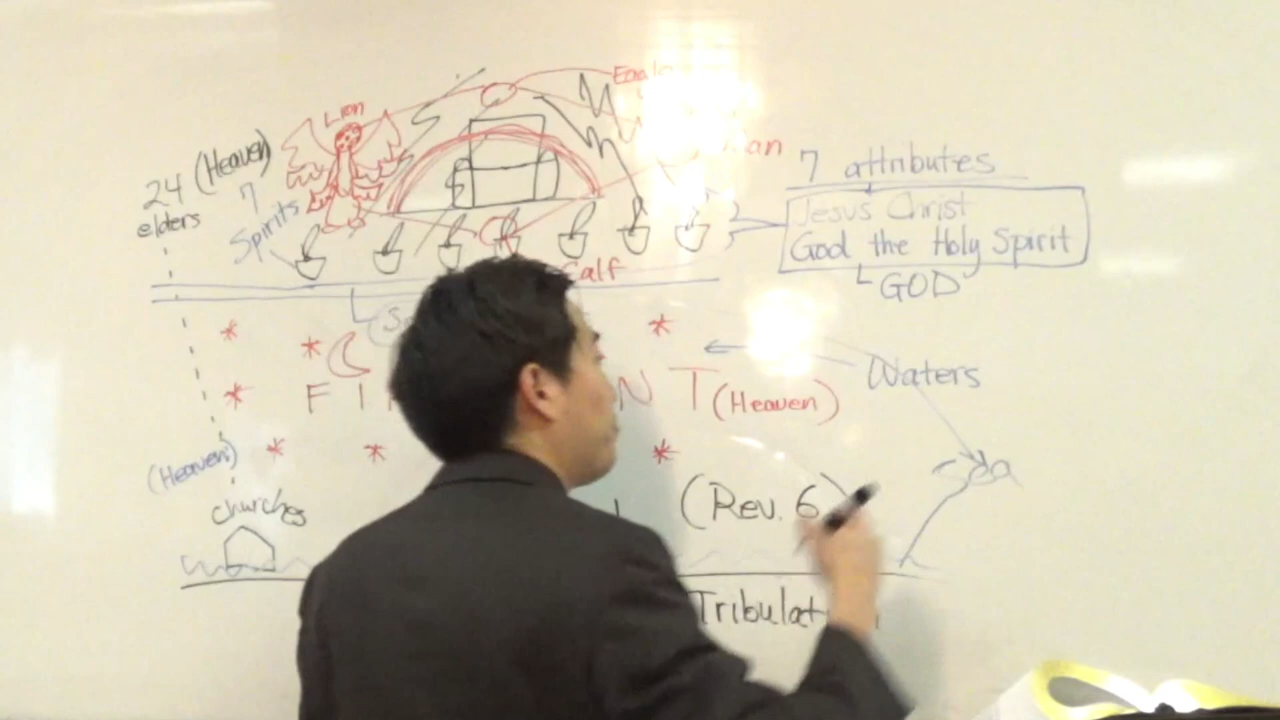 Lion
Eagle
24 (Heaven)
elders
7
Spirits
Calf
7 attributes
Jesus Christ
God the Holy Spirit
GOD
Waters
(Heaven)
(Heaven)
churches
(Rev. 6)